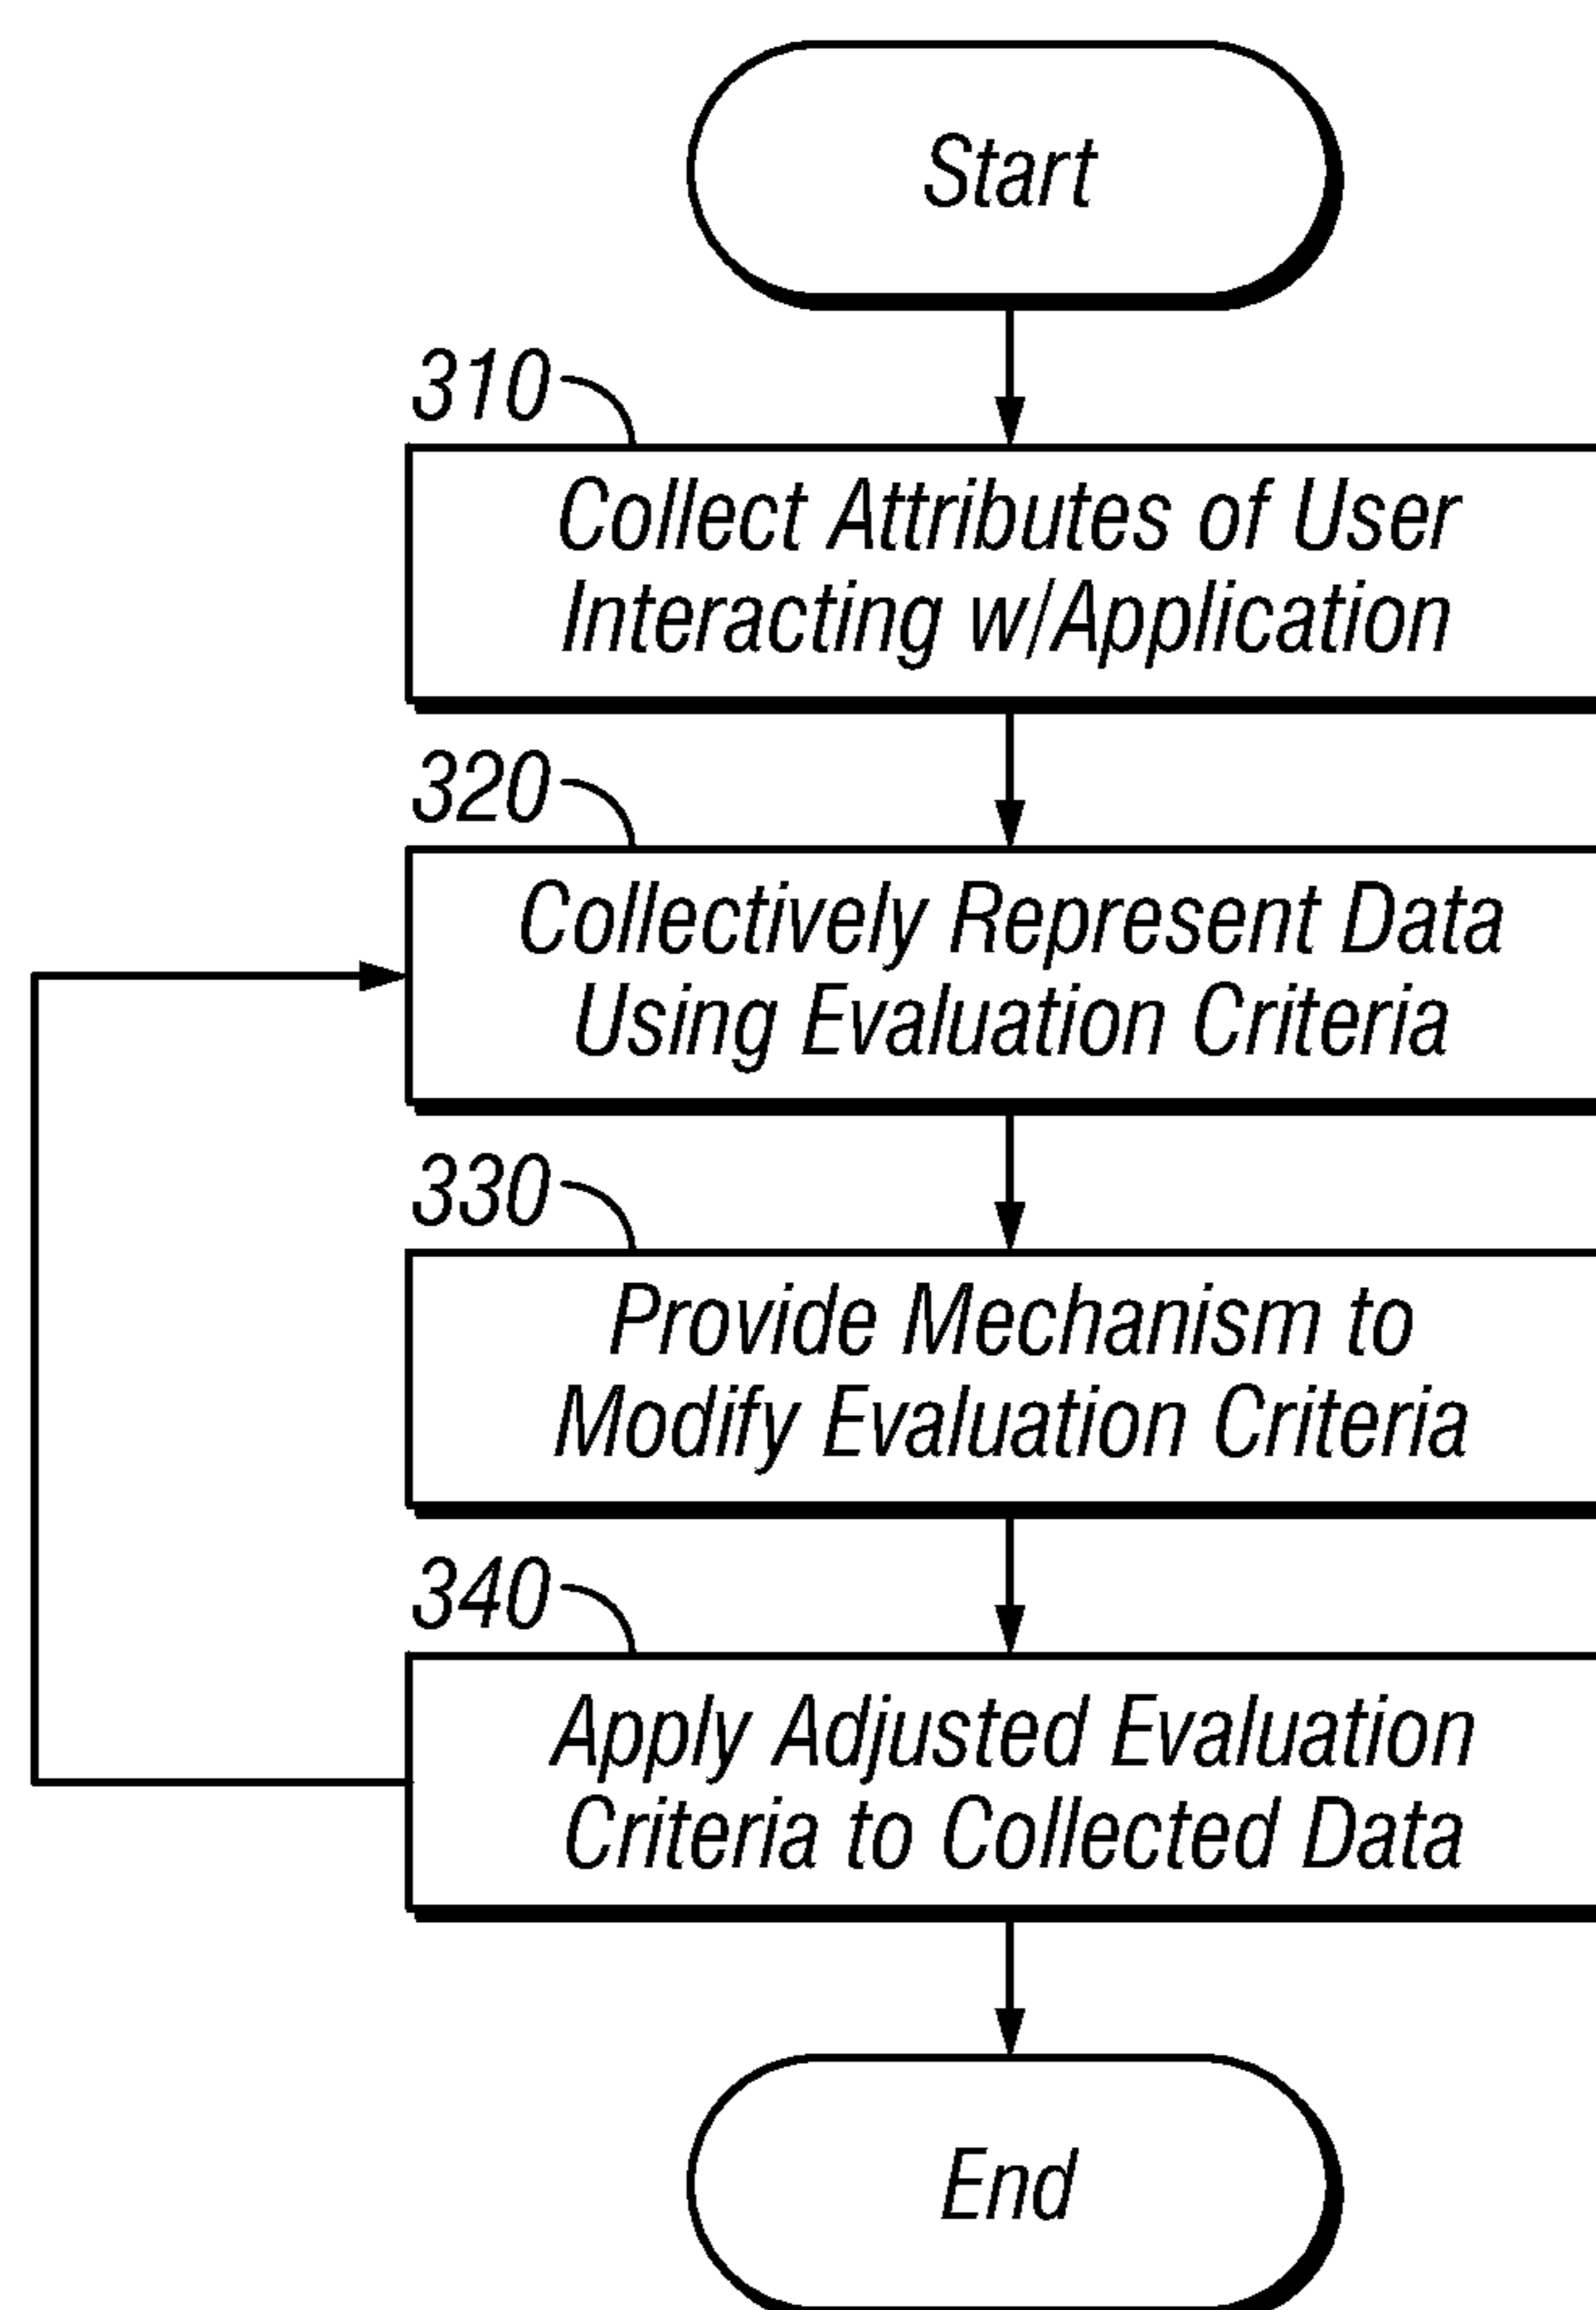 Start
310
Collect Attributes of User
Interacting w/Application
320
Collectively Represent Data
Using Evaluation Criteria
330
Provide Mechanism to
Modify Evaluation Criteria
340
Apply Adjusted Evaluation
Criteria to Collected Data
End